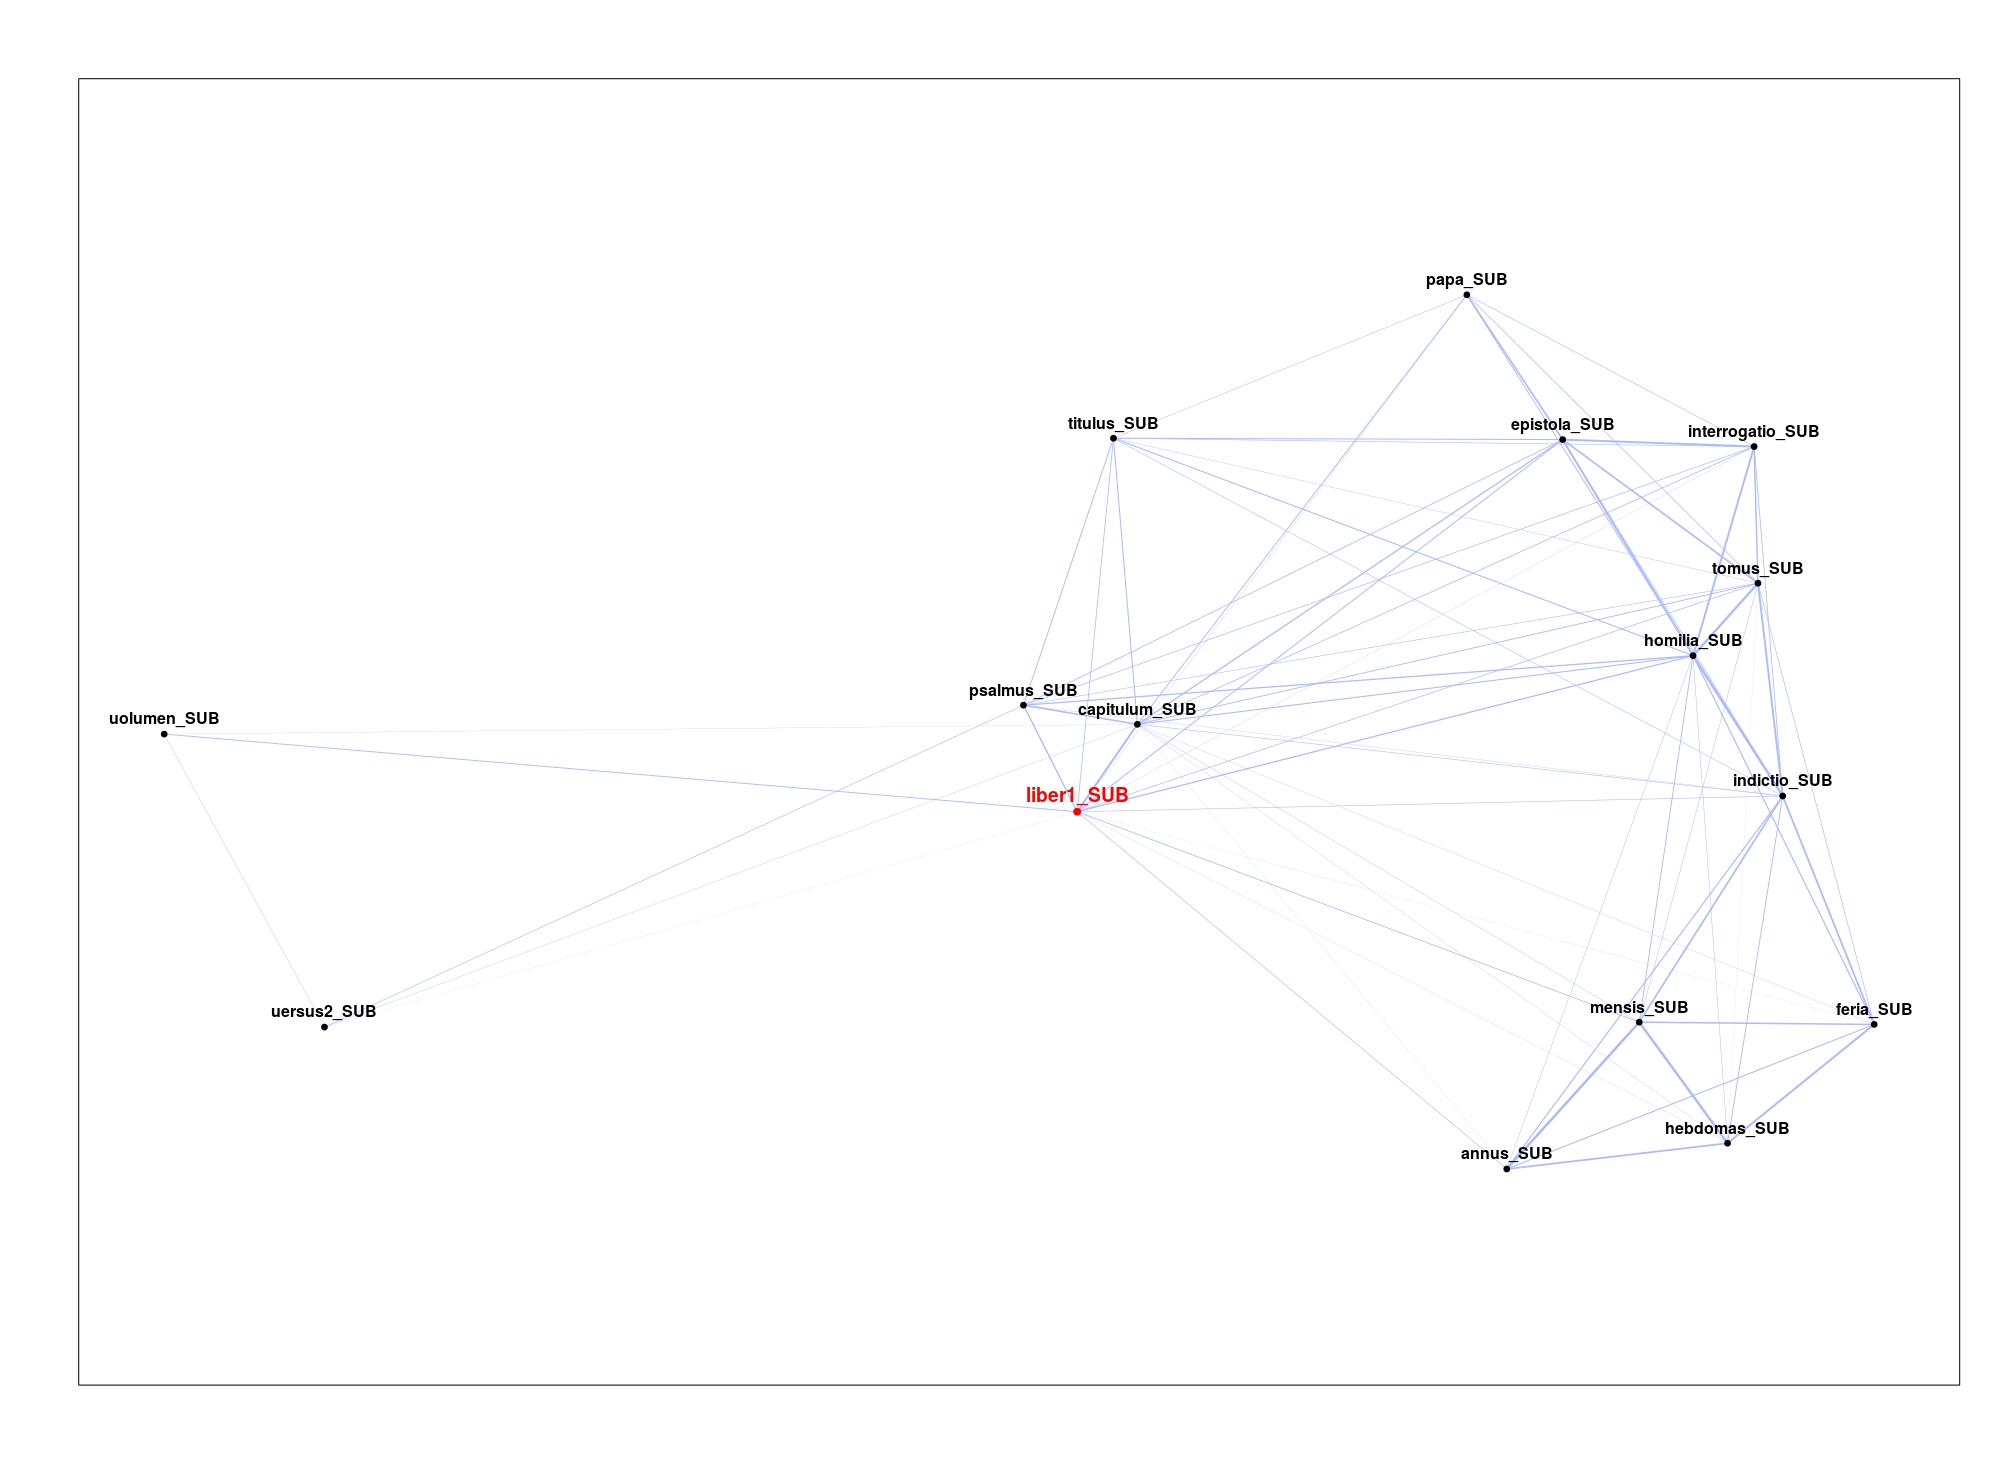 papa_SUB
titulus_SUB
epistola_SUB
interrogatio_SUB
tomus_SUB
homilia_SUB
psalmus_SUB
capitulum_SUB
uolumen_SUB
indictio_SUB
liber1_SUB
mensis_SUB
feria_SUB
uersus2_SUB
hebdomas_SUB
annus_SUB